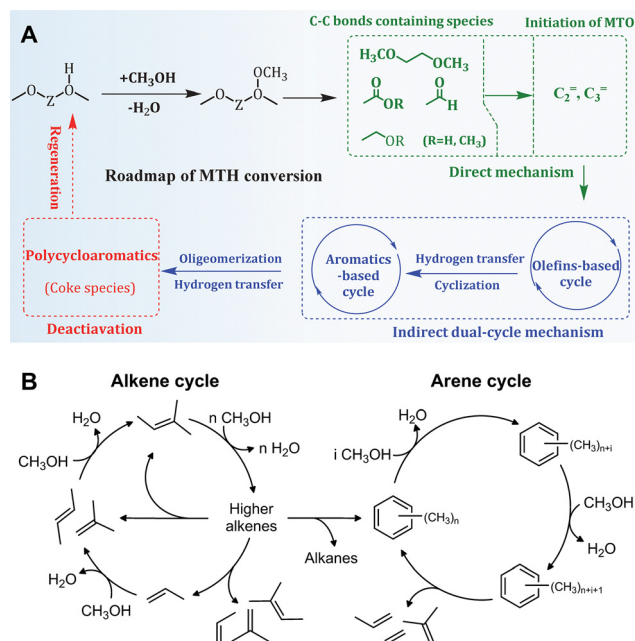 A
C-C bonds containing species
Initiation of MTO
O
Z
H
O
+CH3OH
-H2O
O
Z
OCH3
O
H3CO
OCH3
O
OR
O
H
OR
(R=H, CH3)
C2=, C3=
Direct mechanism
Regeneration
Roadmap of MTH conversion
Polycycloaromatics
(Coke species)
Deactiavation
Oligeomerization
Hydrogen transfer
Aromatics
-based
cycle
Hydrogen transfer
Cyclization
Olefins-based
cycle
Indirect dual-cycle mechanism
B
Alkene cycle
H2O
CH3OH
n CH3OH
n H2O
Higher
alkenes
Alkanes
H2O
CH3OH
Arene cycle
H2O
i CH3OH
(CH3)n+i
(CH3)n
CH3OH
H2O
(CH3)n+i+1